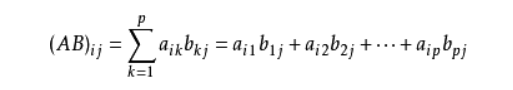 (AB)_{ij} = \sum_{k=1}^{p} a_{ik}b_{kj} = a_{i1}b_{1j} + a_{i2}b_{2j} + \cdots + a_{ip}b_{pj}